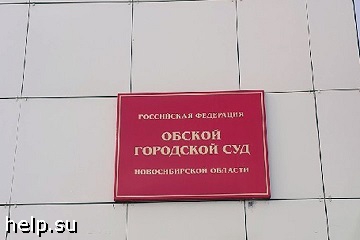 РОССИЙСКАЯ ФЕДЕРАЦИЯ
ОБСКОЙ
ГОРОДСКОЙ СУД
НОВОСИБИРСКОЙ ОБЛАСТИ
help.su